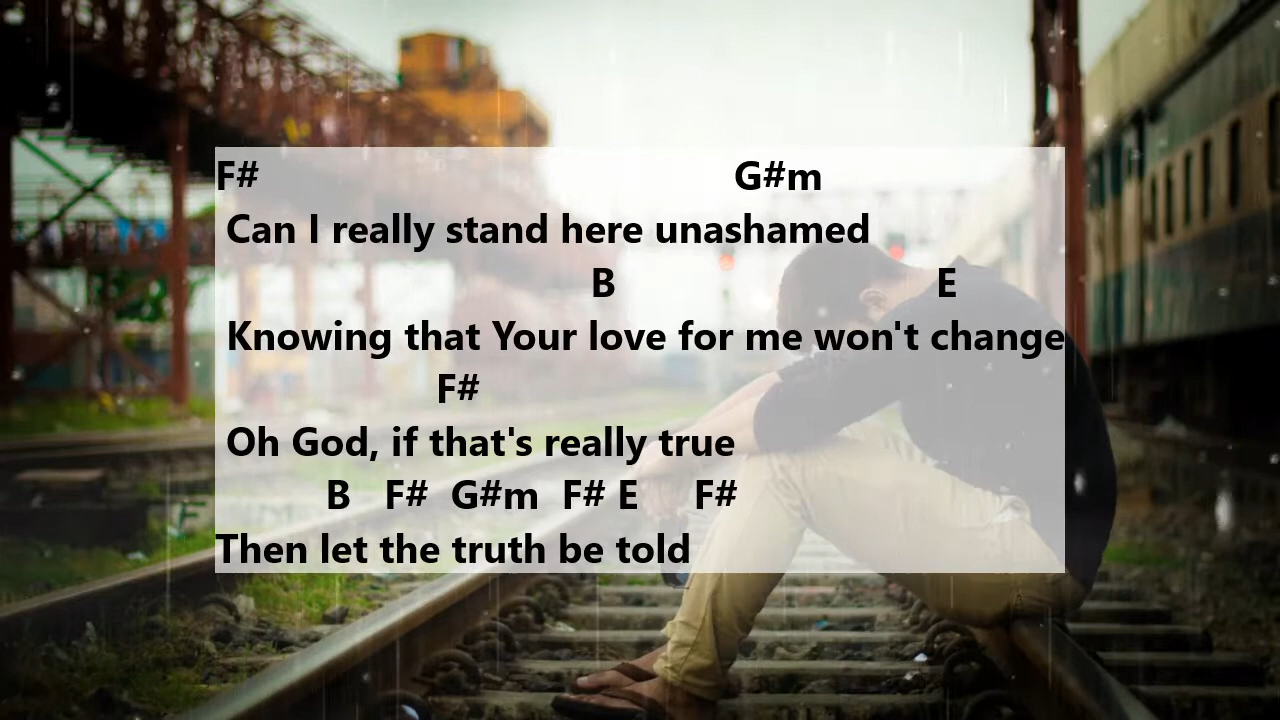 F# G#m
Can I really stand here unashamed
B E
Knowing that Your love for me won't change
F#
Oh God, if that's really true
B F# G#m F# E F#
Then let the truth be told